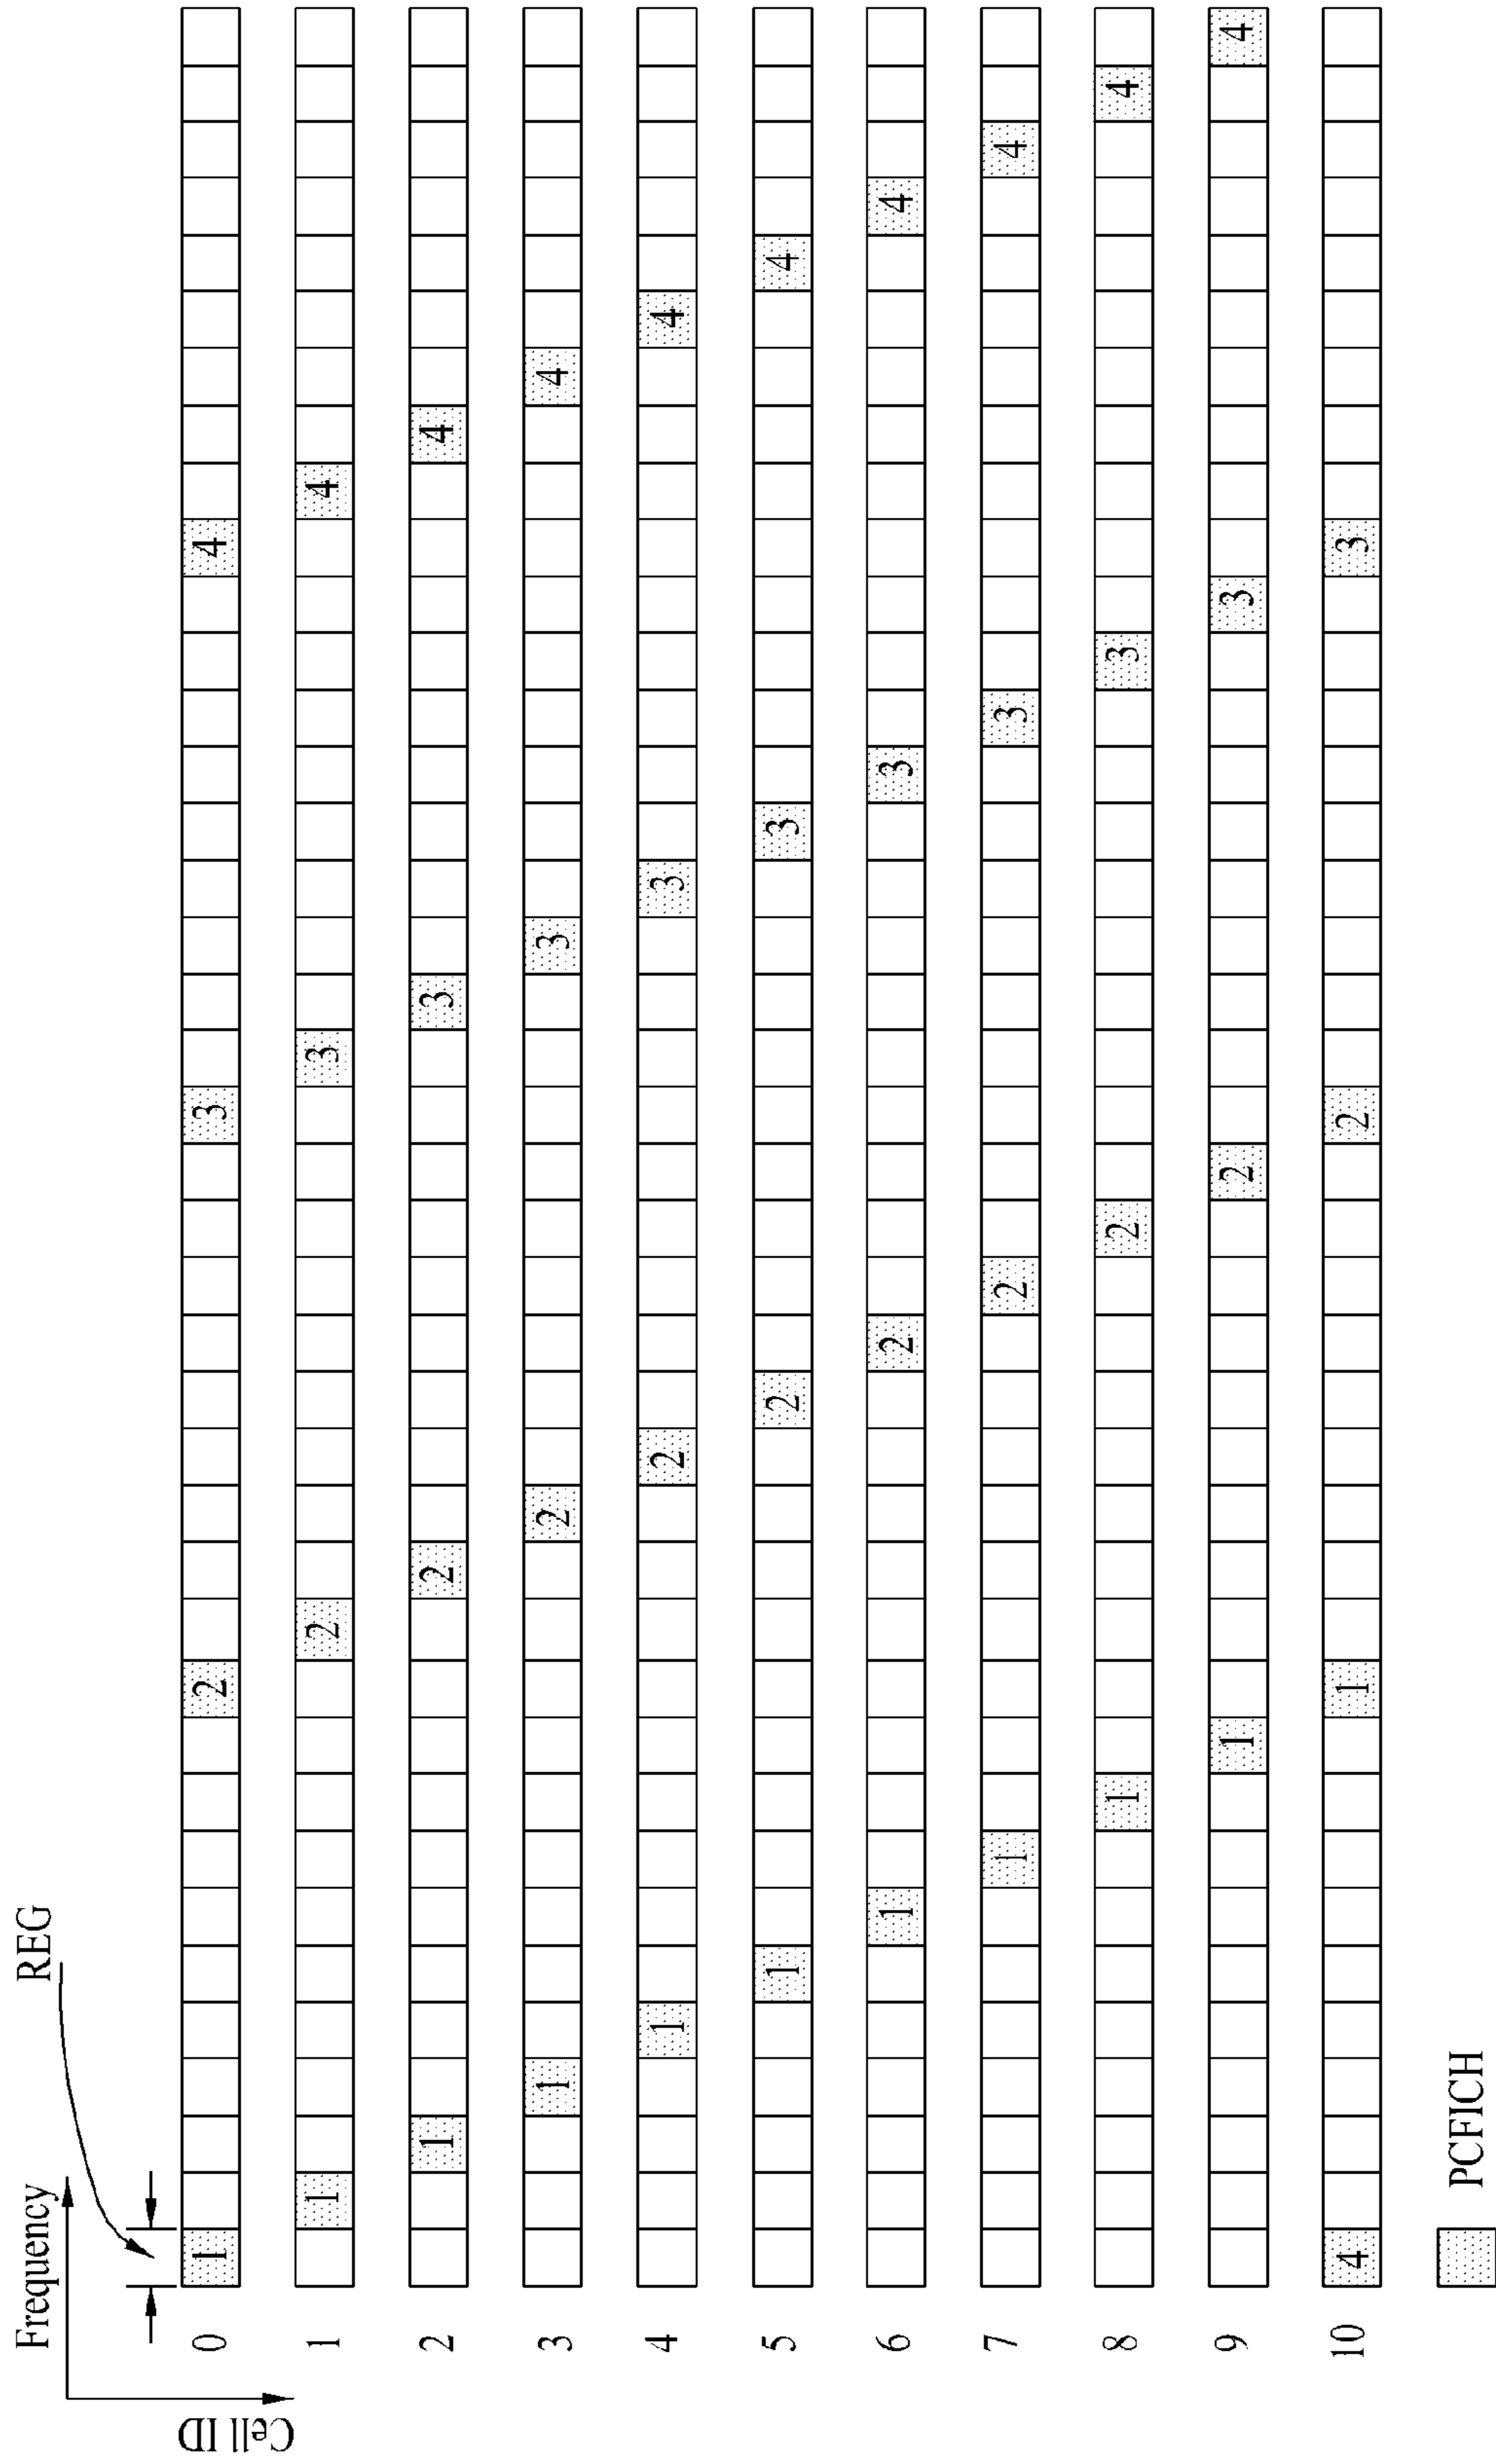 REG
Frequency
Cell ID
0 1 2 3 4
1 1 2 3 4
2 1 2 3 4
3 1 2 3 4
4 1 2 3 4
5 1 2 3 4
6 1 2 3 4
7 1 2 3 4
8 1 2 3 4
9 1 2 3 4
10 4 1 2 3
PCFICH